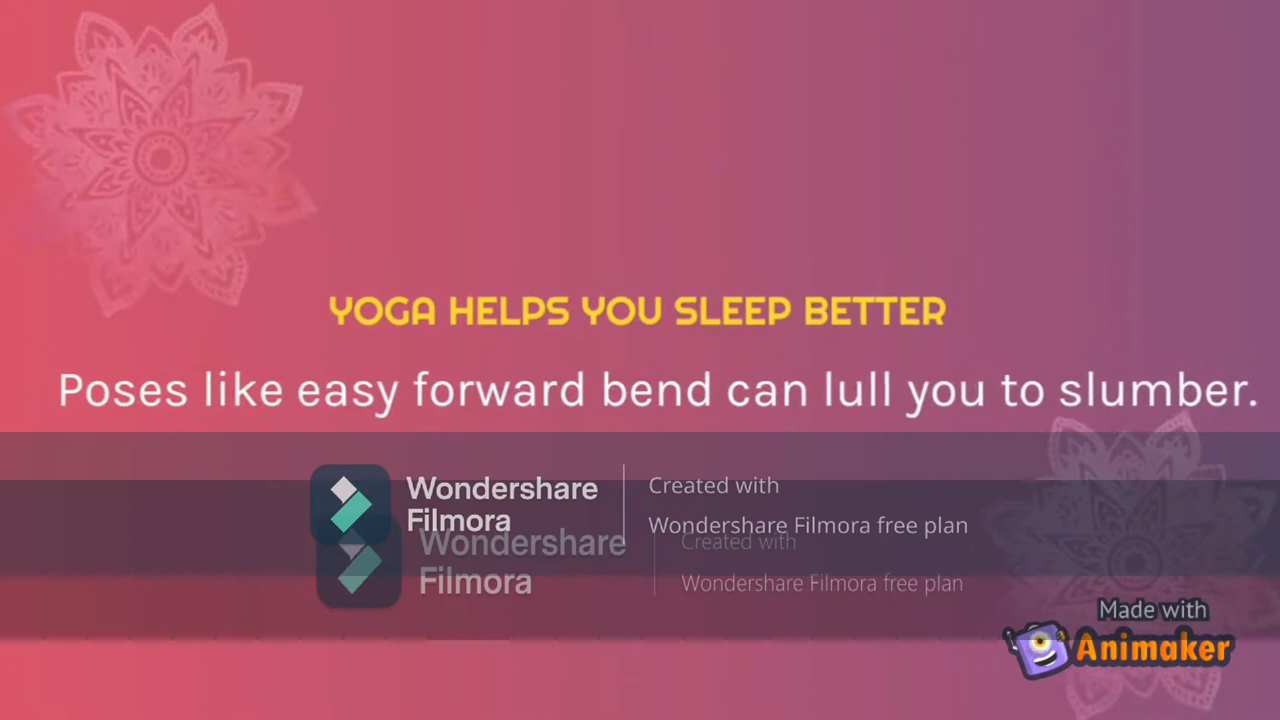 YOGA HELPS YOU SLEEP BETTER
Poses like easy forward bend can lull you to slumber.
Wondershare
Filmora
Created with
Wondershare Filmora free plan
Wondershare
Filmora
Created with
Wondershare Filmora free plan
Made with
Animaker